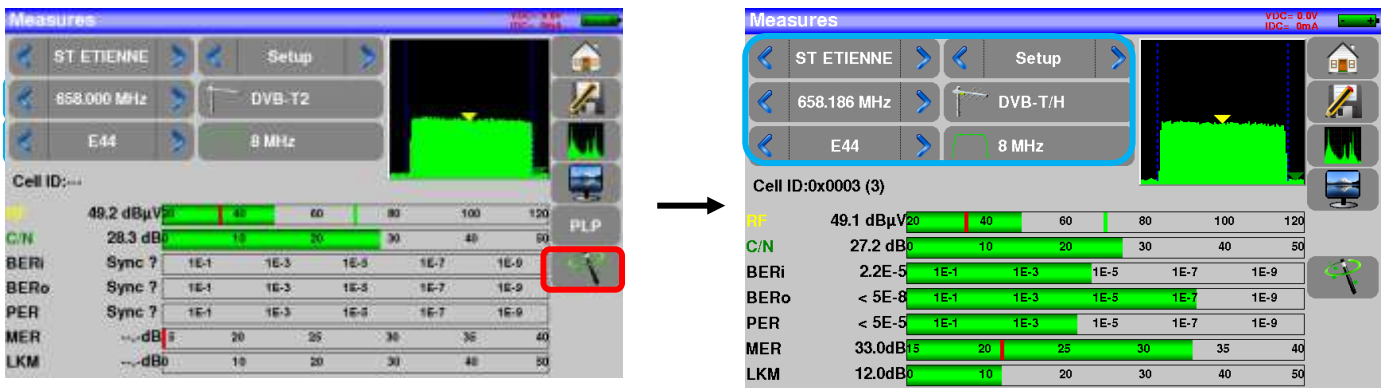 Measures
ST ETIENNE Setup
658.000 MHz DVB-T2
E44 8 MHz
Cell ID:---
RF 49.2 dBµV 20 40 60 80 100 120
PLP
C/N 28.3 dB 0 10 20 30 40 50
BERi Sync ? 1E-1 1E-3 1E-5 1E-7 1E-9
BERo Sync ? 1E-1 1E-3 1E-5 1E-7 1E-9
PER Sync ? 1E-1 1E-3 1E-5 1E-7 1E-9
MER --.-dB 5 20 25 30 35 40
LKM --.-dB 0 10 20 30 40 50
Measures VDC= 0.0V
IDC= 0mA
ST ETIENNE Setup
658.186 MHz DVB-T/H
E44 8 MHz
Cell ID:0x0003 (3)
RF 49.1 dBµV 20 40 60 80 100 120
C/N 27.2 dB 0 10 20 30 40 50
BERi 2.2E-5 1E-1 1E-3 1E-5 1E-7 1E-9
BERo < 5E-8 1E-1 1E-3 1E-5 1E-7 1E-9
PER < 5E-5 1E-1 1E-3 1E-5 1E-7 1E-9
MER 33.0dB 15 20 25 30 35 40
LKM 12.0dB 0 10 20 30 40 50